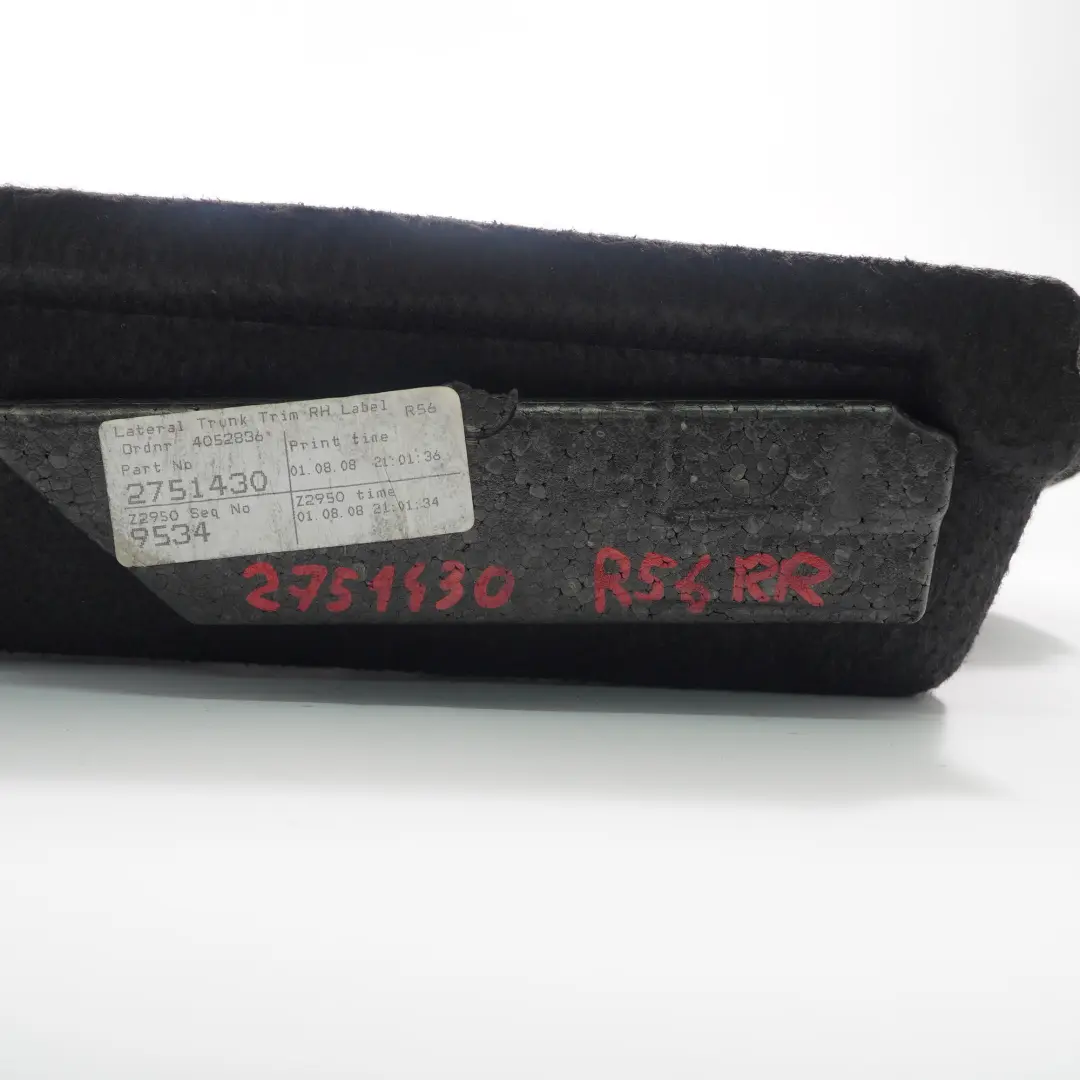 Lateral Trunk Trim RH Label R56
Ordnr 4052836
Part No
2751430
Print time
01.08.08 21:01:36
Z2950 Seq No
9534
Z2950 time
01.08.08 21:01:34
2751430 R56 RR